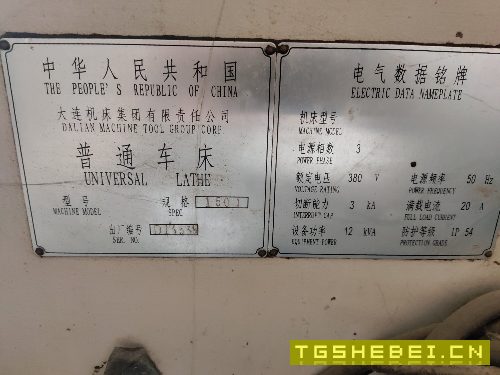 中华人民共和国
THE PEOPLE'S REPUBLIC OF CHINA
大连机床集团有限责任公司
DALIAN MACHINE TOOL GROUP CORP
普通车床
UNIVERSAL LATHE
型号 规格
MACHINE MODEL SPEC
出厂编号
SER. NO.
电气数据铭牌
ELECTRIC DATA NAMEPLATE
机床型号
MACHINE MODEL
电源相数 3
POWER PHASE
额定电压 380 V 电源频率 50 Hz
VOLTAGE RATING POWER FREQUENCY
切断能力 3 kA 满载电流 20 A
INTERRUPT CAP FULL LOAD CURRENT
设备功率 12 kVA 防护等级 IP 54
EQUIPMENT POWER PROTECTION GRADE
TGSHEBEI.CN